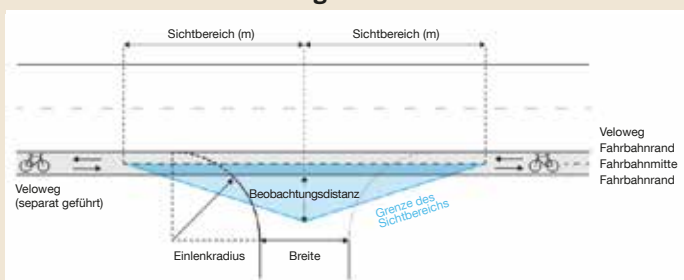 Sichtbereich (m)
Sichtbereich (m)
Veloweg
Fahrbahnrand
Fahrbahnmitte
Fahrbahnrand
Veloweg
(separat geführt)
Beobachtungsdistanz
Grenze des
Sichtbereichs
Einlenkradius
Breite